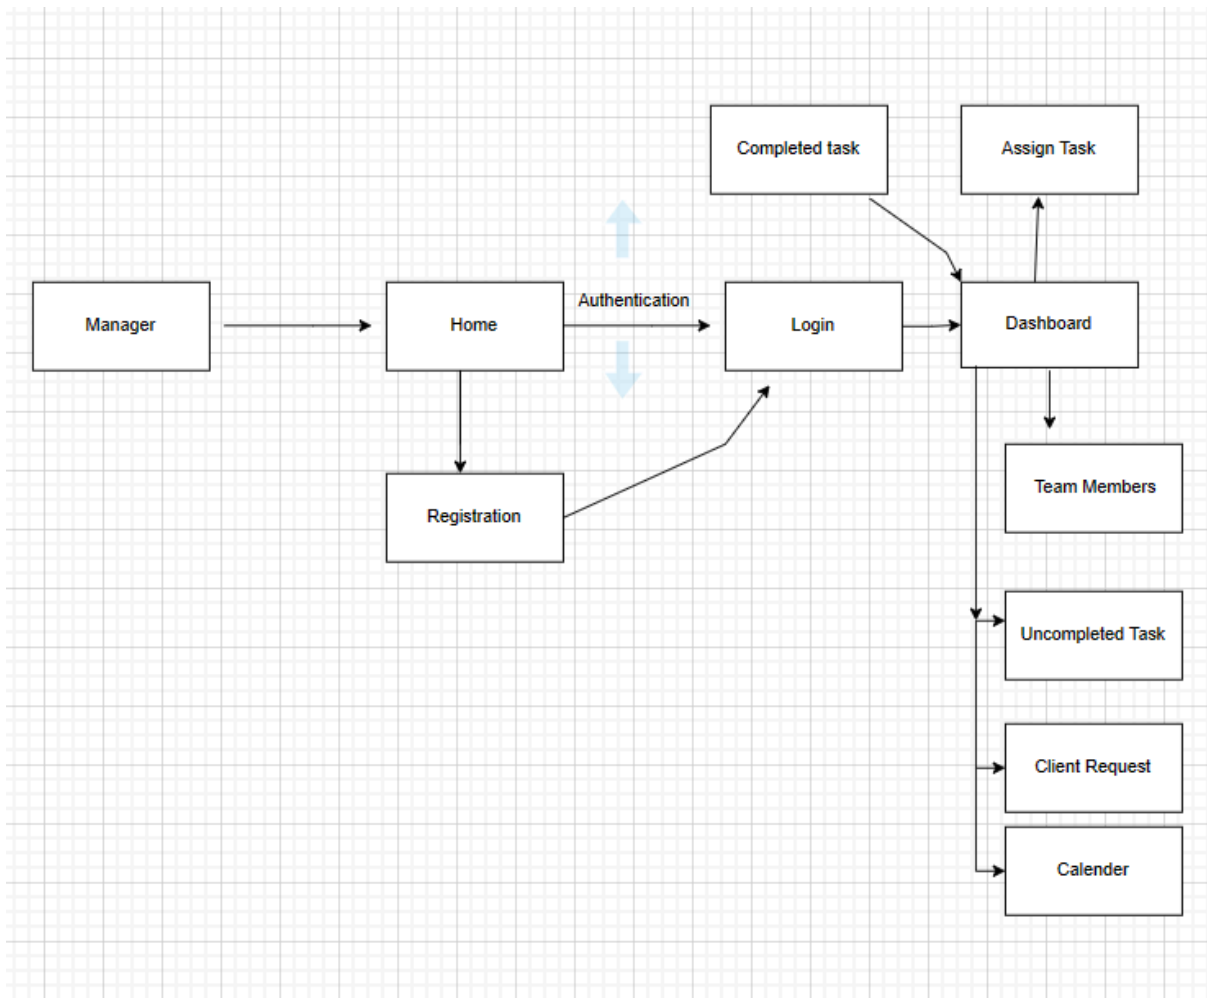 Completed task
Assign Task
Authentication
Manager
Home
Login
Dashboard
Team Members
Registration
Uncompleted Task
Client Request
Calender